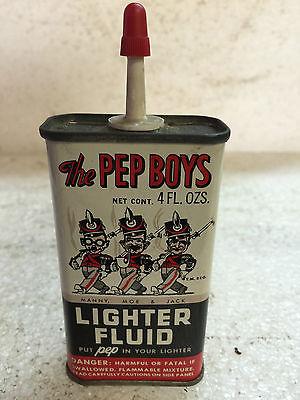 The PEP BOYS
NET CONT. 4 FL. OZS.
MANNY, MOE & JACK
LIGHTER
FLUID
PUT pep IN YOUR LIGHTER
DANGER: HARMFUL OR FATAL IF
SWALLOWED. FLAMMABLE MIXTURE.
READ CAREFULLY CAUTIONS ON SIDE PANEL